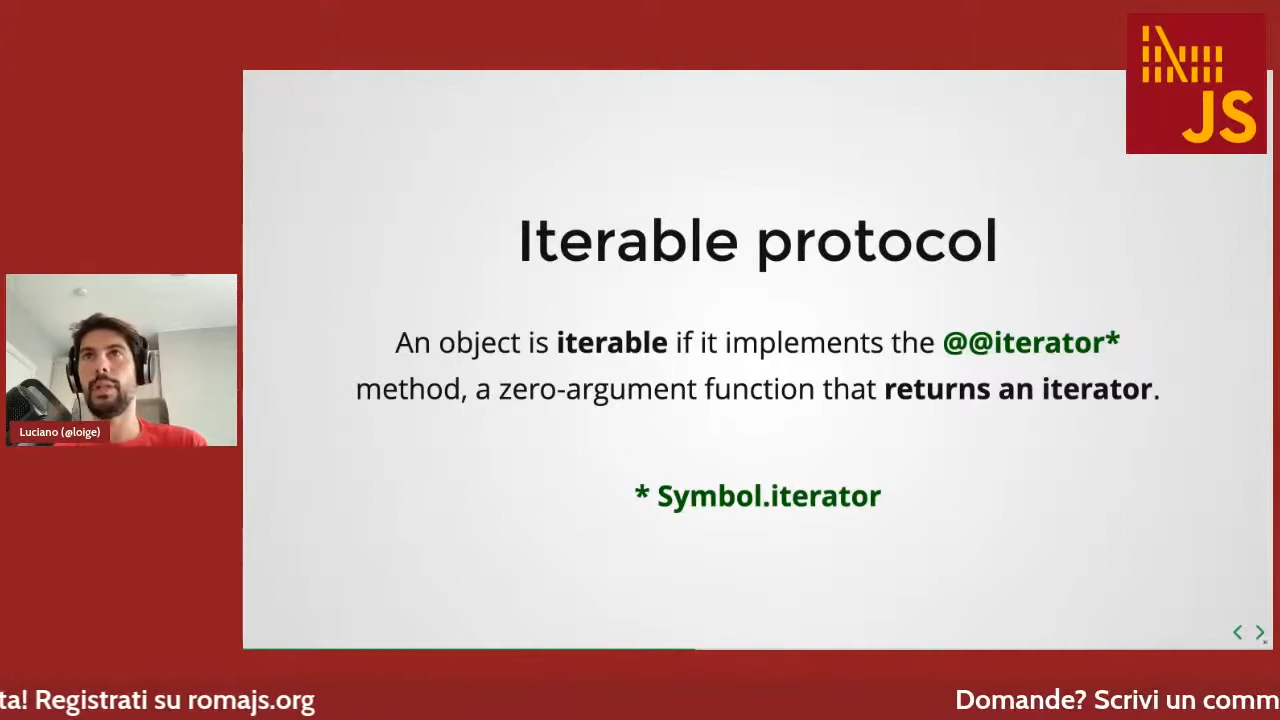 JS
Iterable protocol
An object is iterable if it implements the @@iterator*
method, a zero-argument function that returns an iterator.
* Symbol.iterator
Luciano (@loige)
ta! Registrati su romajs.org
Domande? Scrivi un comm